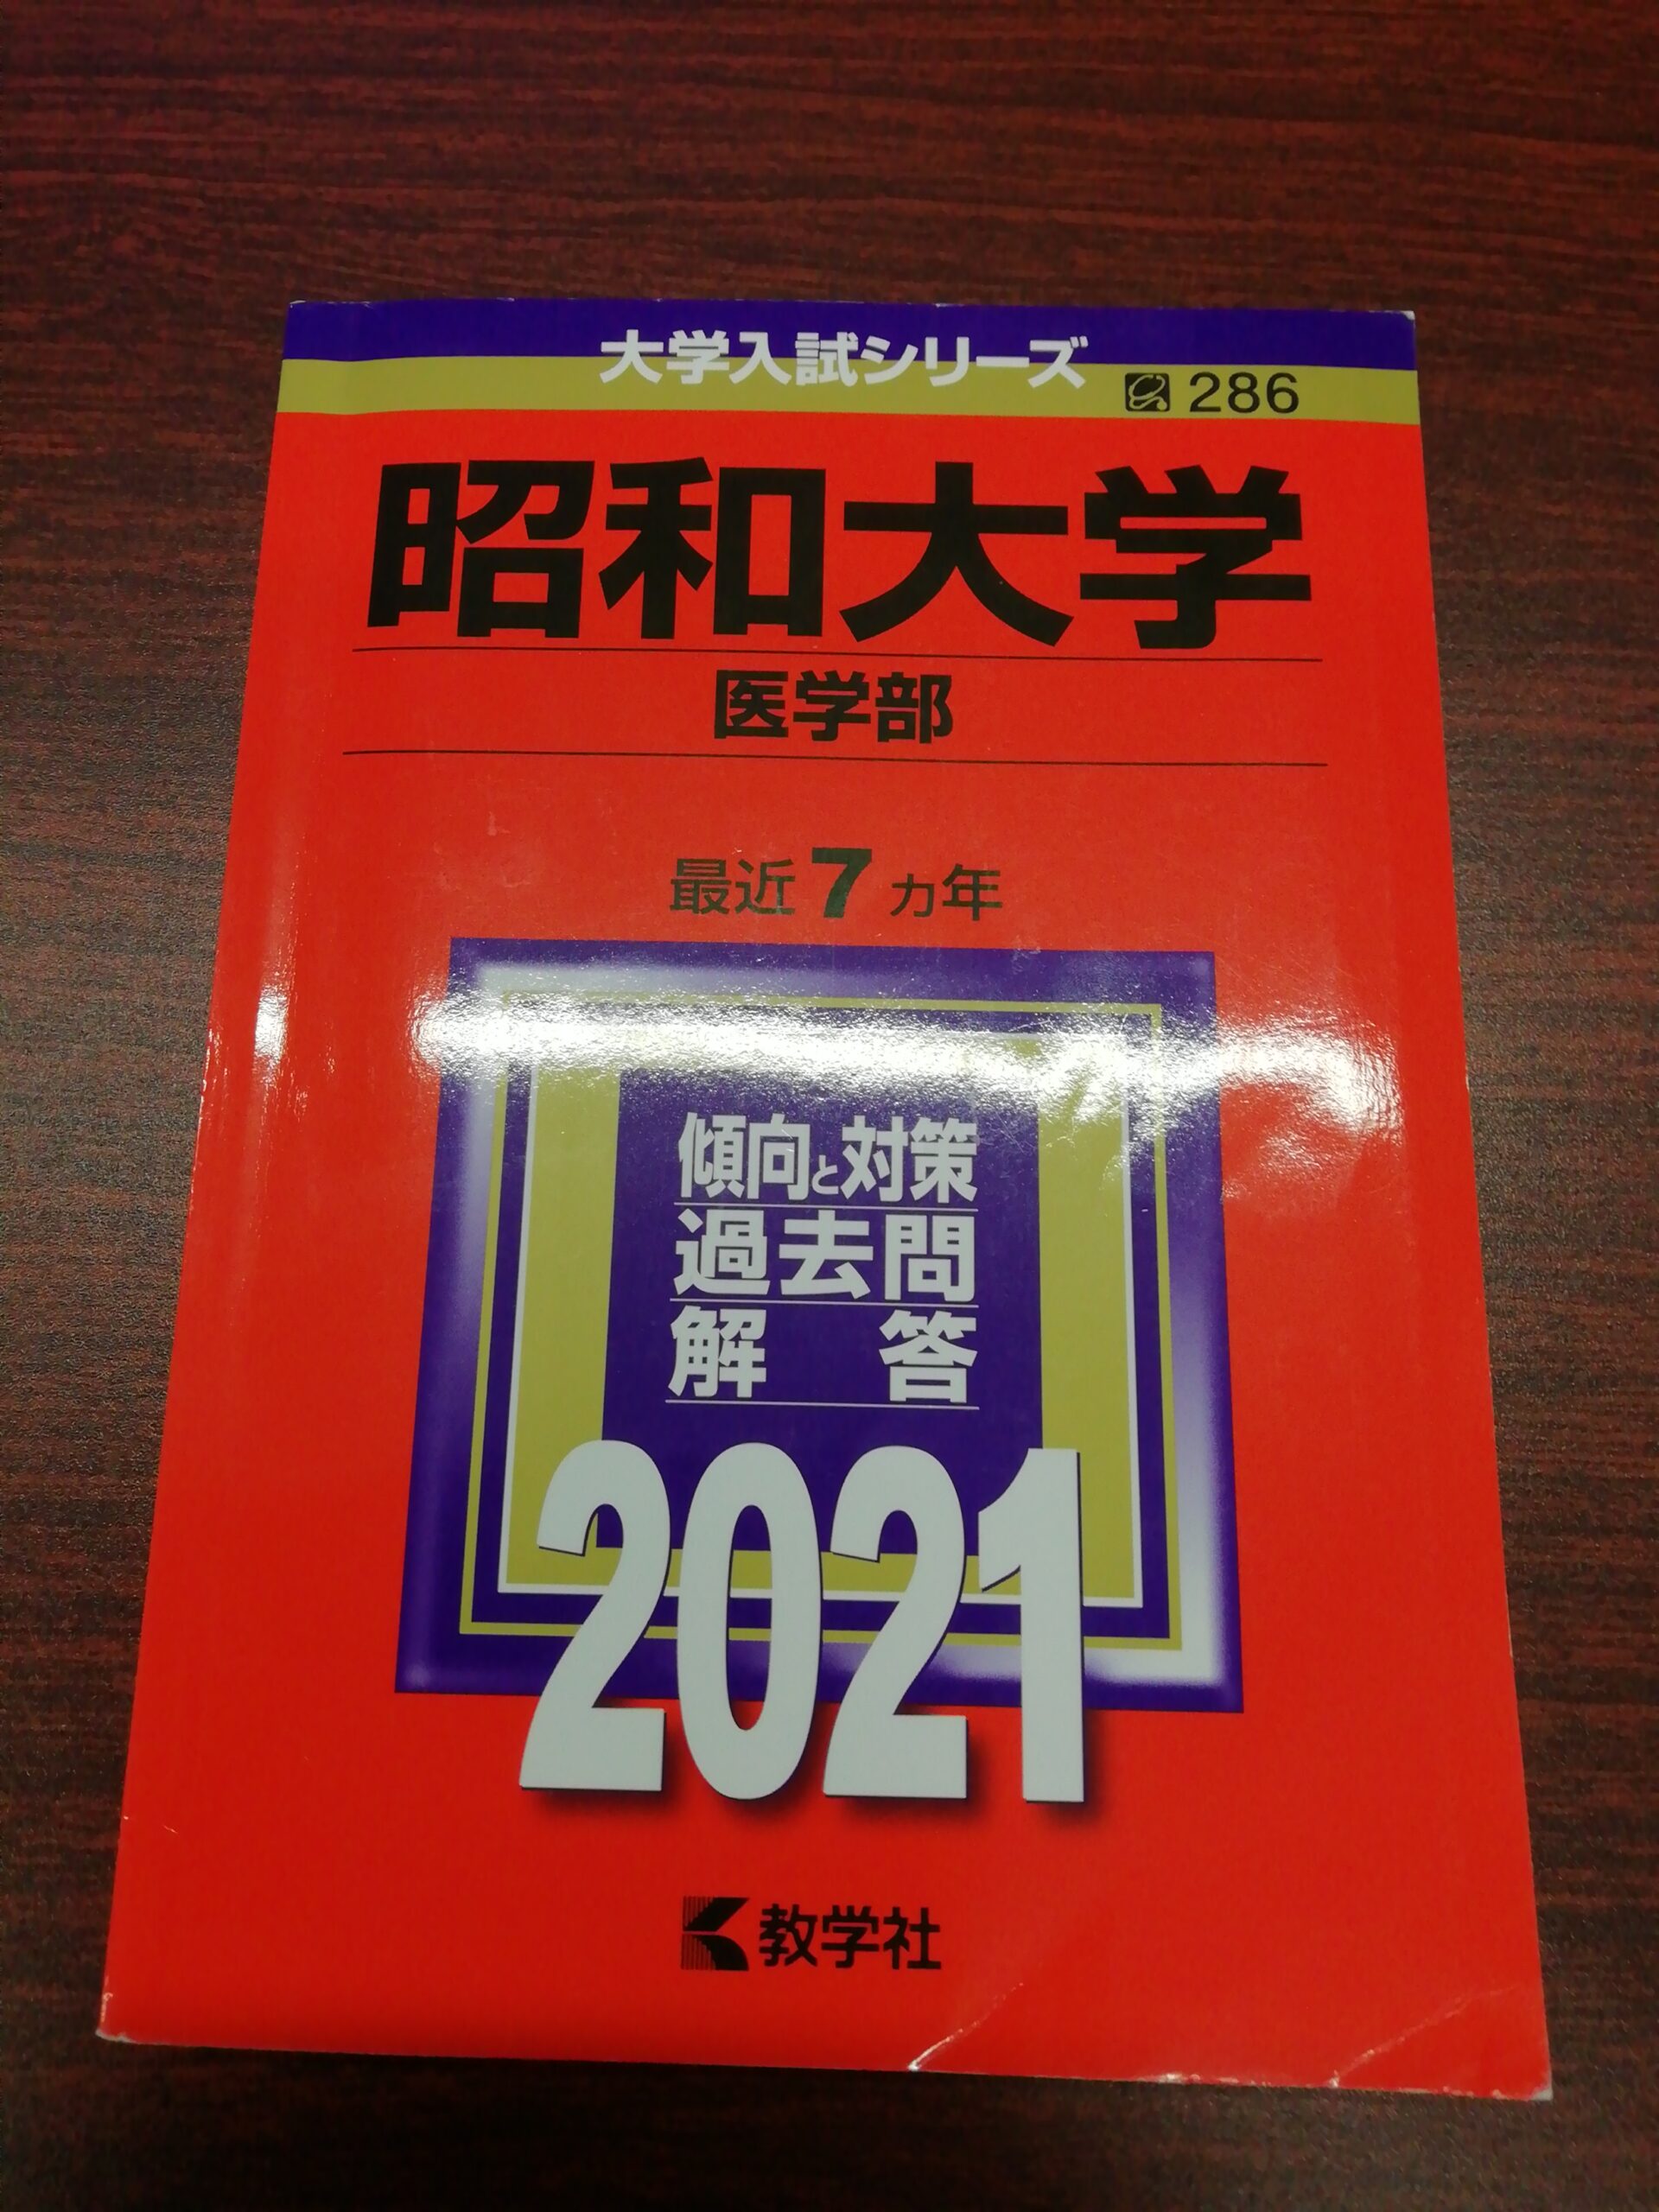 大学入試シリーズ
286
昭和大学
医学部
最近7カ年
傾向と対策
過去問
解 答
2021
教学社